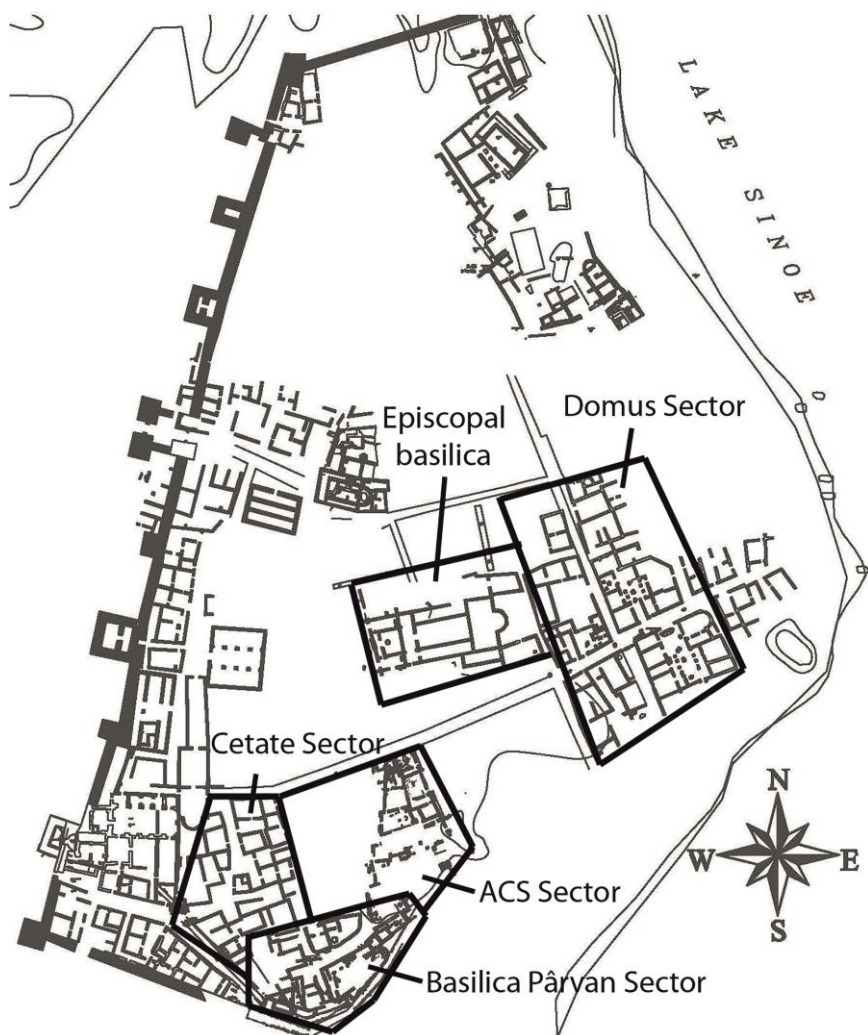 LAKE SINOE
Episcopal
basilica
Domus Sector
Cetate Sector
N
W
E
S
ACS Sector
Basilica Pârvan Sector